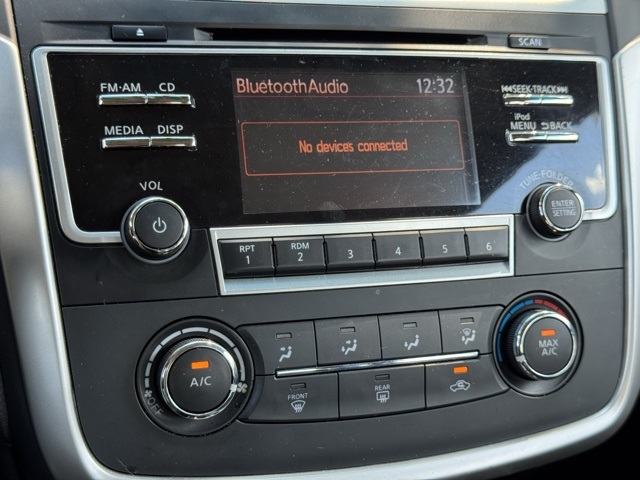 SCAN
FM·AM CD
MEDIA DISP
VOL
BluetoothAudio 12:32
No devices connected
SEEK·TRACK
iPod
MENU BACK
TUNE·FOLDER
ENTER
SETTING
RPT
1
RDM
2
3
4
5
6
A/C
OFF
FRONT
REAR
MAX
A/C